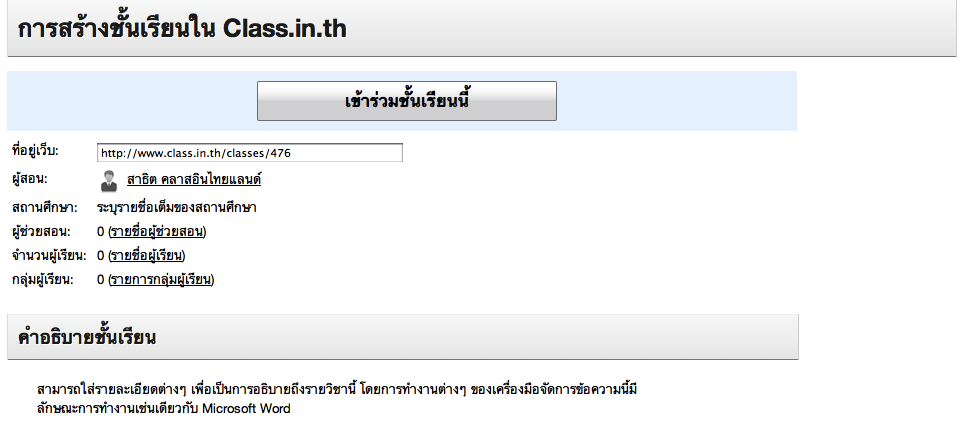 การสร้างชั้นเรียนใน Class.in.th
เข้าร่วมชั้นเรียนนี้
ที่อยู่เว็บ: http://www.class.in.th/classes/476
ผู้สอน: สาธิต คลาสอินไทยแลนด์
สถานศึกษา: ระบุรายชื่อเต็มของสถานศึกษา
ผู้ช่วยสอน: 0 (รายชื่อผู้ช่วยสอน)
จำนวนผู้เรียน: 0 (รายชื่อผู้เรียน)
กลุ่มผู้เรียน: 0 (รายการกลุ่มผู้เรียน)
คำอธิบายชั้นเรียน
สามารถใส่รายละเอียดต่างๆ เพื่อเป็นการอธิบายถึงรายวิชานี้ โดยการทำงานต่างๆ ของเครื่องมือจัดการข้อความนี้มี
ลักษณะการทำงานเช่นเดียวกับ Microsoft Word